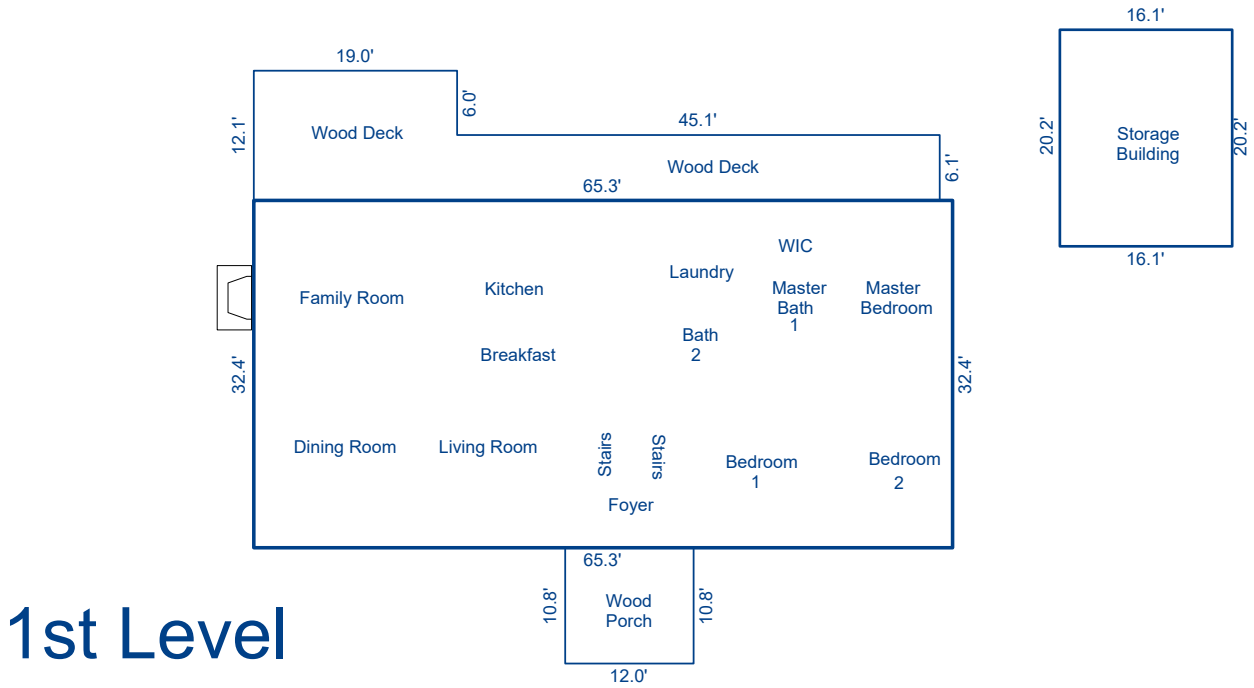 16.1'
19.0'
12.1'
Wood Deck
6.0'
45.1'
Wood Deck
6.1'
20.2'
Storage
Building
20.2'
16.1'
65.3'
WIC
Laundry
Family Room
Kitchen
Master
Bath
1
Master
Bedroom
Bath
2
Breakfast
32.4'
32.4'
Dining Room
Living Room
Stairs
Stairs
Bedroom
1
Bedroom
2
Foyer
65.3'
10.8'
Wood
Porch
10.8'
12.0'
1st Level